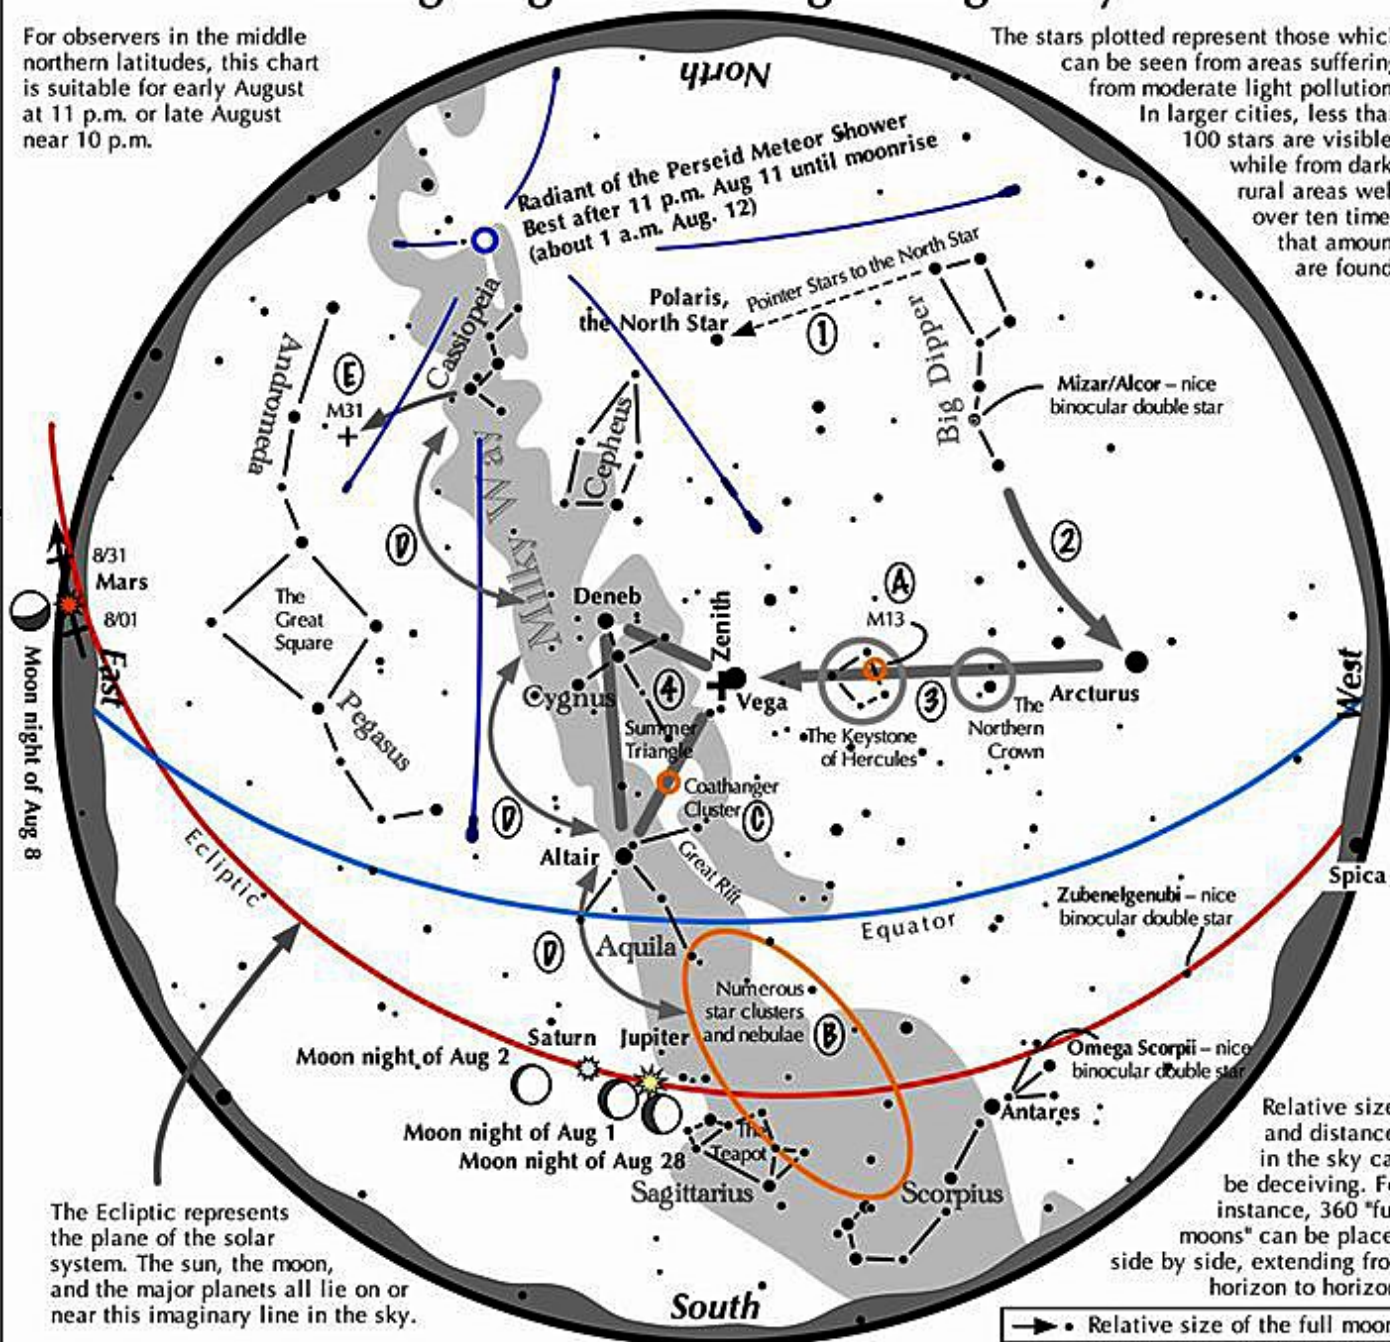 For observers in the middle
northern latitudes, this chart
is suitable for early August
at 11 p.m. or late August
near 10 p.m.
The stars plotted represent those which
can be seen from areas suffering
from moderate light pollution
In larger cities, less than
100 stars are visible
while from dark
rural areas well
over ten times
that amount
are found
North
Radiant of the Perseid Meteor Shower
Best after 11 p.m. Aug 11 until moonrise
(about 1 a.m. Aug. 12)
Pointer Stars to the North Star
Polaris,
the North Star
1
Big Dipper
Mizar/Alcor – nice
binocular double star
Cassiopeia
Andromeda
E
M31
Cepheus
Milky Way
D
2
8/31
Mars
8/01
East
Moon night of Aug 8
The
Great
Square
Pegasus
Deneb
Zenith
A
M13
Cygnus
4
Vega
3
Arcturus
West
Summer
Triangle
The Keystone
of Hercules
The
Northern
Crown
Coathanger
Cluster
C
D
Altair
Great Rift
Ecliptic
Spica
Zubenelgenubi – nice
binocular double star
Equator
Aquila
D
Numerous
star clusters
and nebulae
B
Saturn
Jupiter
Moon night of Aug 2
Omega Scorpii – nice
binocular double star
Antares
Moon night of Aug 1
Moon night of Aug 28
The
Teapot
Sagittarius
Scorpius
The Ecliptic represents
the plane of the solar
system. The sun, the moon,
and the major planets all lie on or
near this imaginary line in the sky.
Relative size
and distance
in the sky ca
be deceiving. Fo
instance, 360 "fu
moons" can be place
side by side, extending fro
horizon to horizon
South
Relative size of the full moon